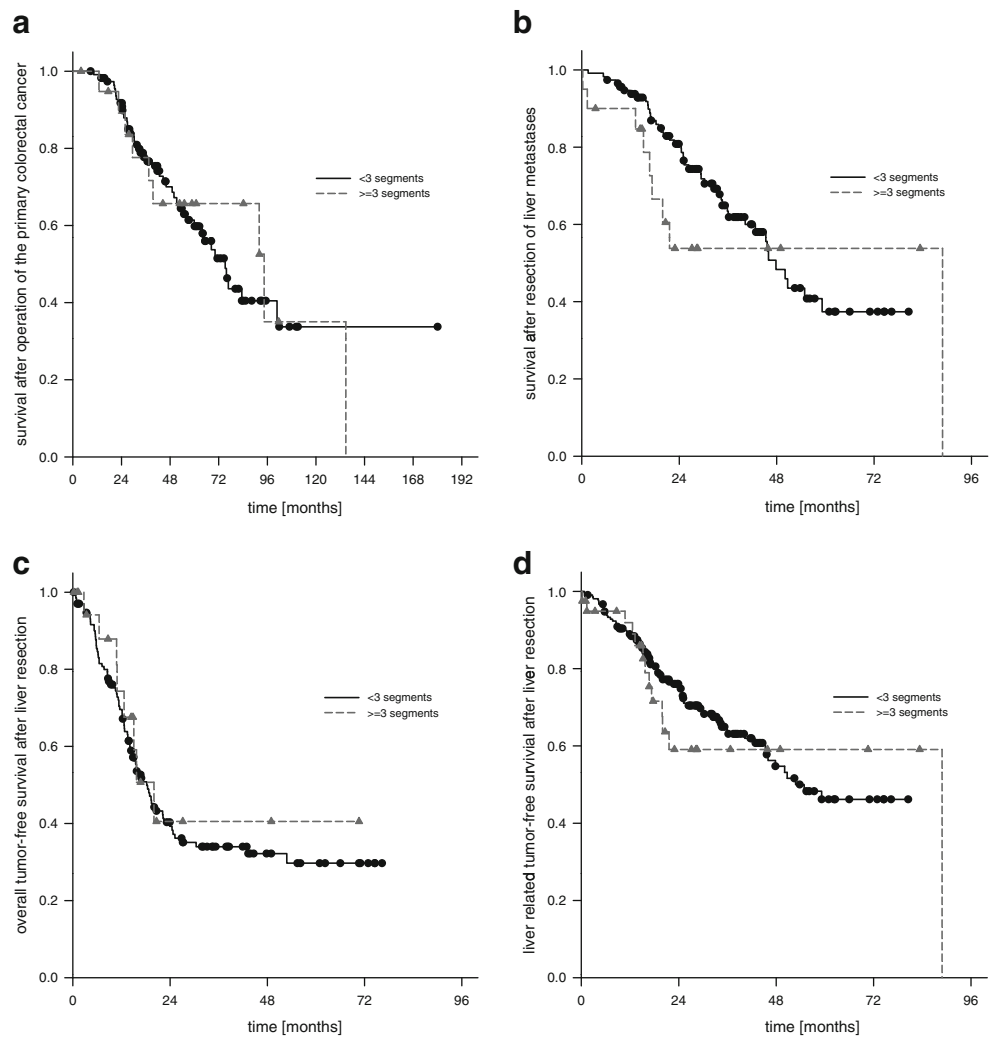 a
survival after operation of the primary colorectal cancer
1.0
0.8
0.6
0.4
0.2
0.0
<3 segments
>=3 segments
0 24 48 72 96 120 144 168 192
time [months]
b
survival after resection of liver metastases
1.0
0.8
0.6
0.4
0.2
0.0
<3 segments
>=3 segments
0 24 48 72 96
time [months]
c
overall tumor-free survival after liver resection
1.0
0.8
0.6
0.4
0.2
0.0
<3 segments
>=3 segments
0 24 48 72 96
time [months]
d
liver related tumor-free survivial after liver resection
1.0
0.8
0.6
0.4
0.2
0.0
<3 segments
>=3 segments
0 24 48 72 96
time [months]